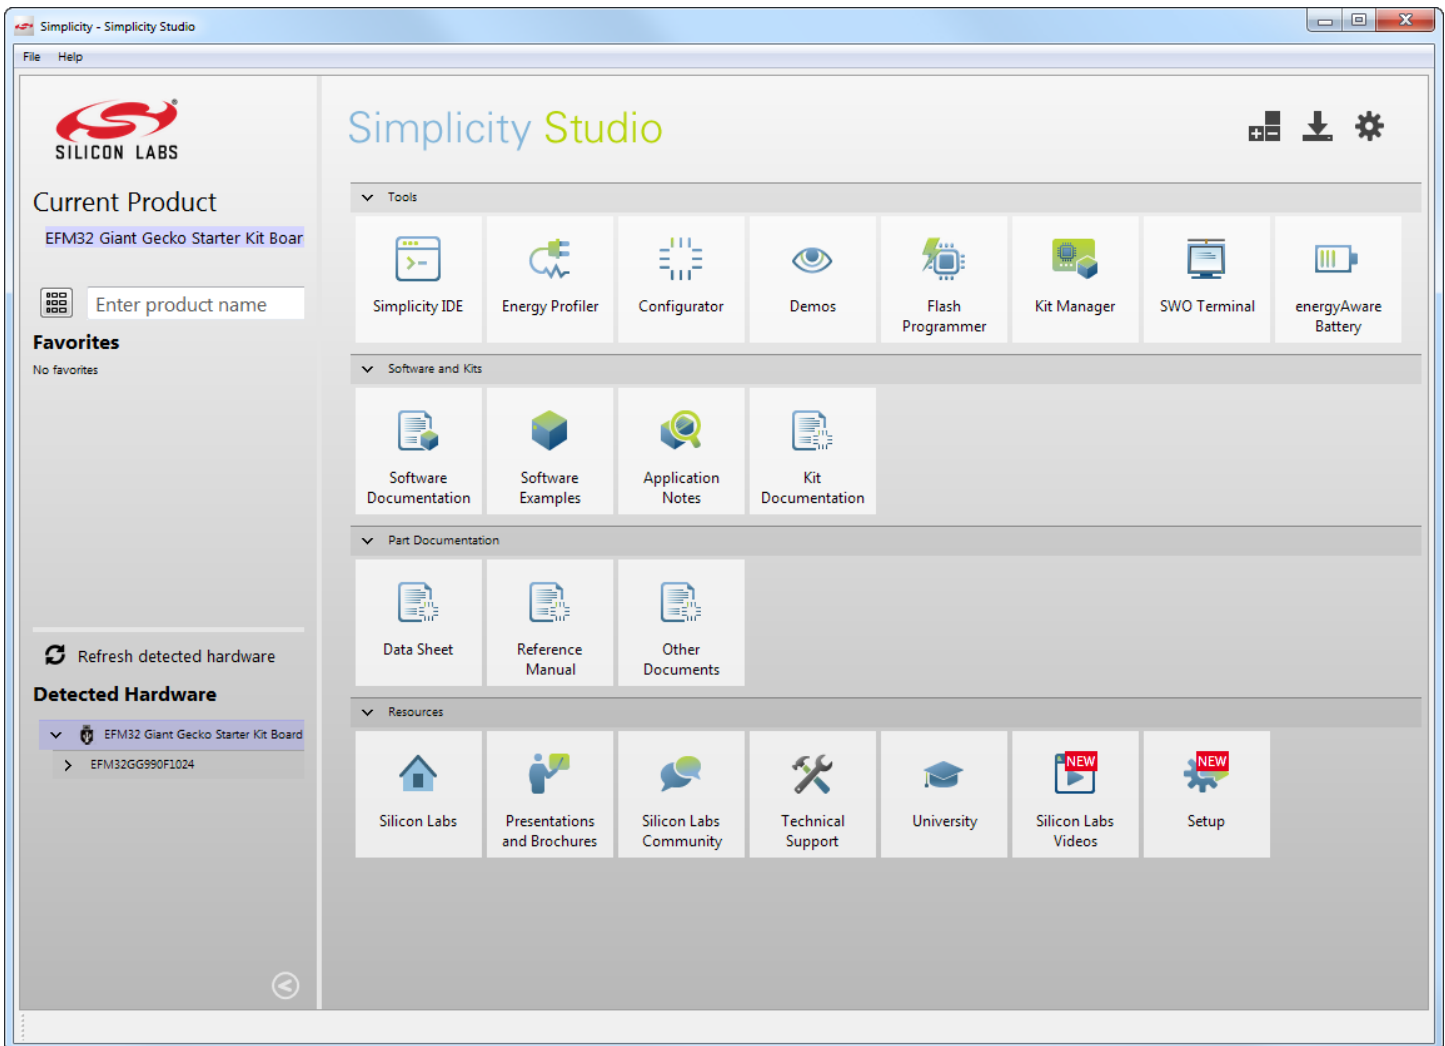 Simplicity - Simplicity Studio
File Help
SILICON LABS
Simplicity Studio
Current Product
EFM32 Giant Gecko Starter Kit Boar
Enter product name
Favorites
No favorites
Refresh detected hardware
Detected Hardware
EFM32 Giant Gecko Starter Kit Board
EFM32GG990F1024
Tools
Simplicity IDE
Energy Profiler
Configurator
Demos
Flash
Programmer
Kit Manager
SWO Terminal
energyAware
Battery
Software and Kits
Software
Documentation
Software
Examples
Application
Notes
Kit
Documentation
Part Documentation
Data Sheet
Reference
Manual
Other
Documents
Resources
Silicon Labs
Presentations
and Brochures
Silicon Labs
Community
Technical
Support
University
NEW
Silicon Labs
Videos
NEW
Setup